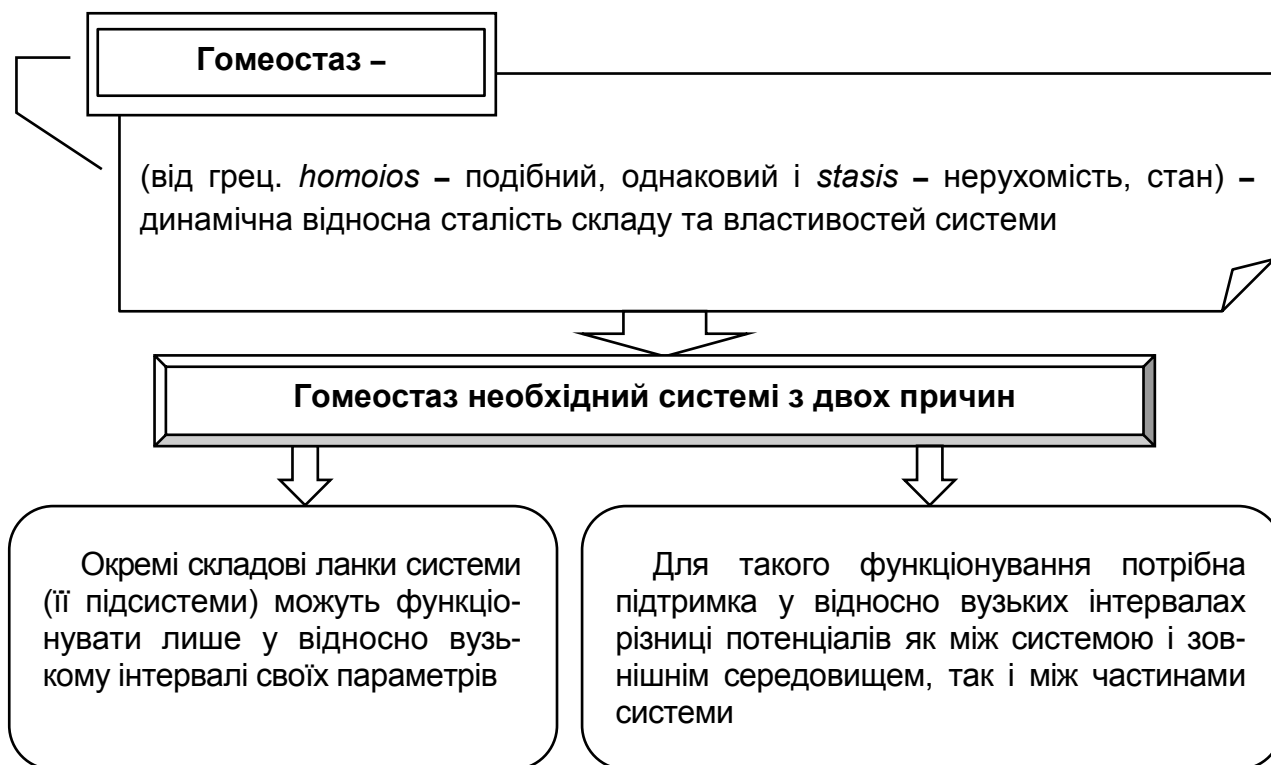 Гомеостаз –
(від грец. homoios – подібний, однаковий і stasis – нерухомість, стан) –
динамічна відносна сталість складу та властивостей системи
Гомеостаз необхідний системі з двох причин
Окремі складові ланки системи
(її підсистеми) можуть функціо-
нувати лише у відносно вузь-
кому інтервалі своїх параметрів
Для такого функціонування потрібна
підтримка у відносно вузьких інтервалах
різниці потенціалів як між системою і зов-
нішнім середовищем, так і між частинами
системи